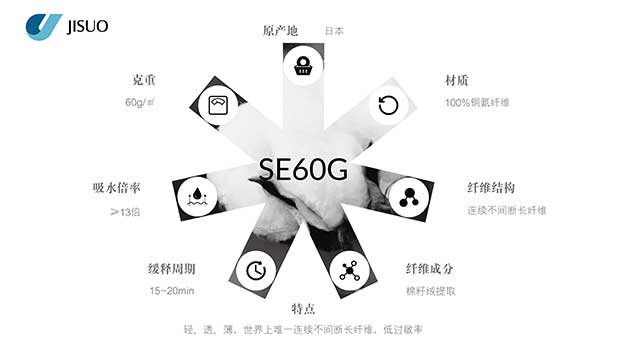 JISUO
原产地
日本
克重
60g/㎡
材质
100%铜氨纤维
SE60G
吸水倍率
≥13倍
纤维结构
连续不间断长纤维
缓释周期
15~20min
纤维成分
棉籽绒提取
特点
轻、透、薄、世界上唯一连续不间断长纤维、低过敏率